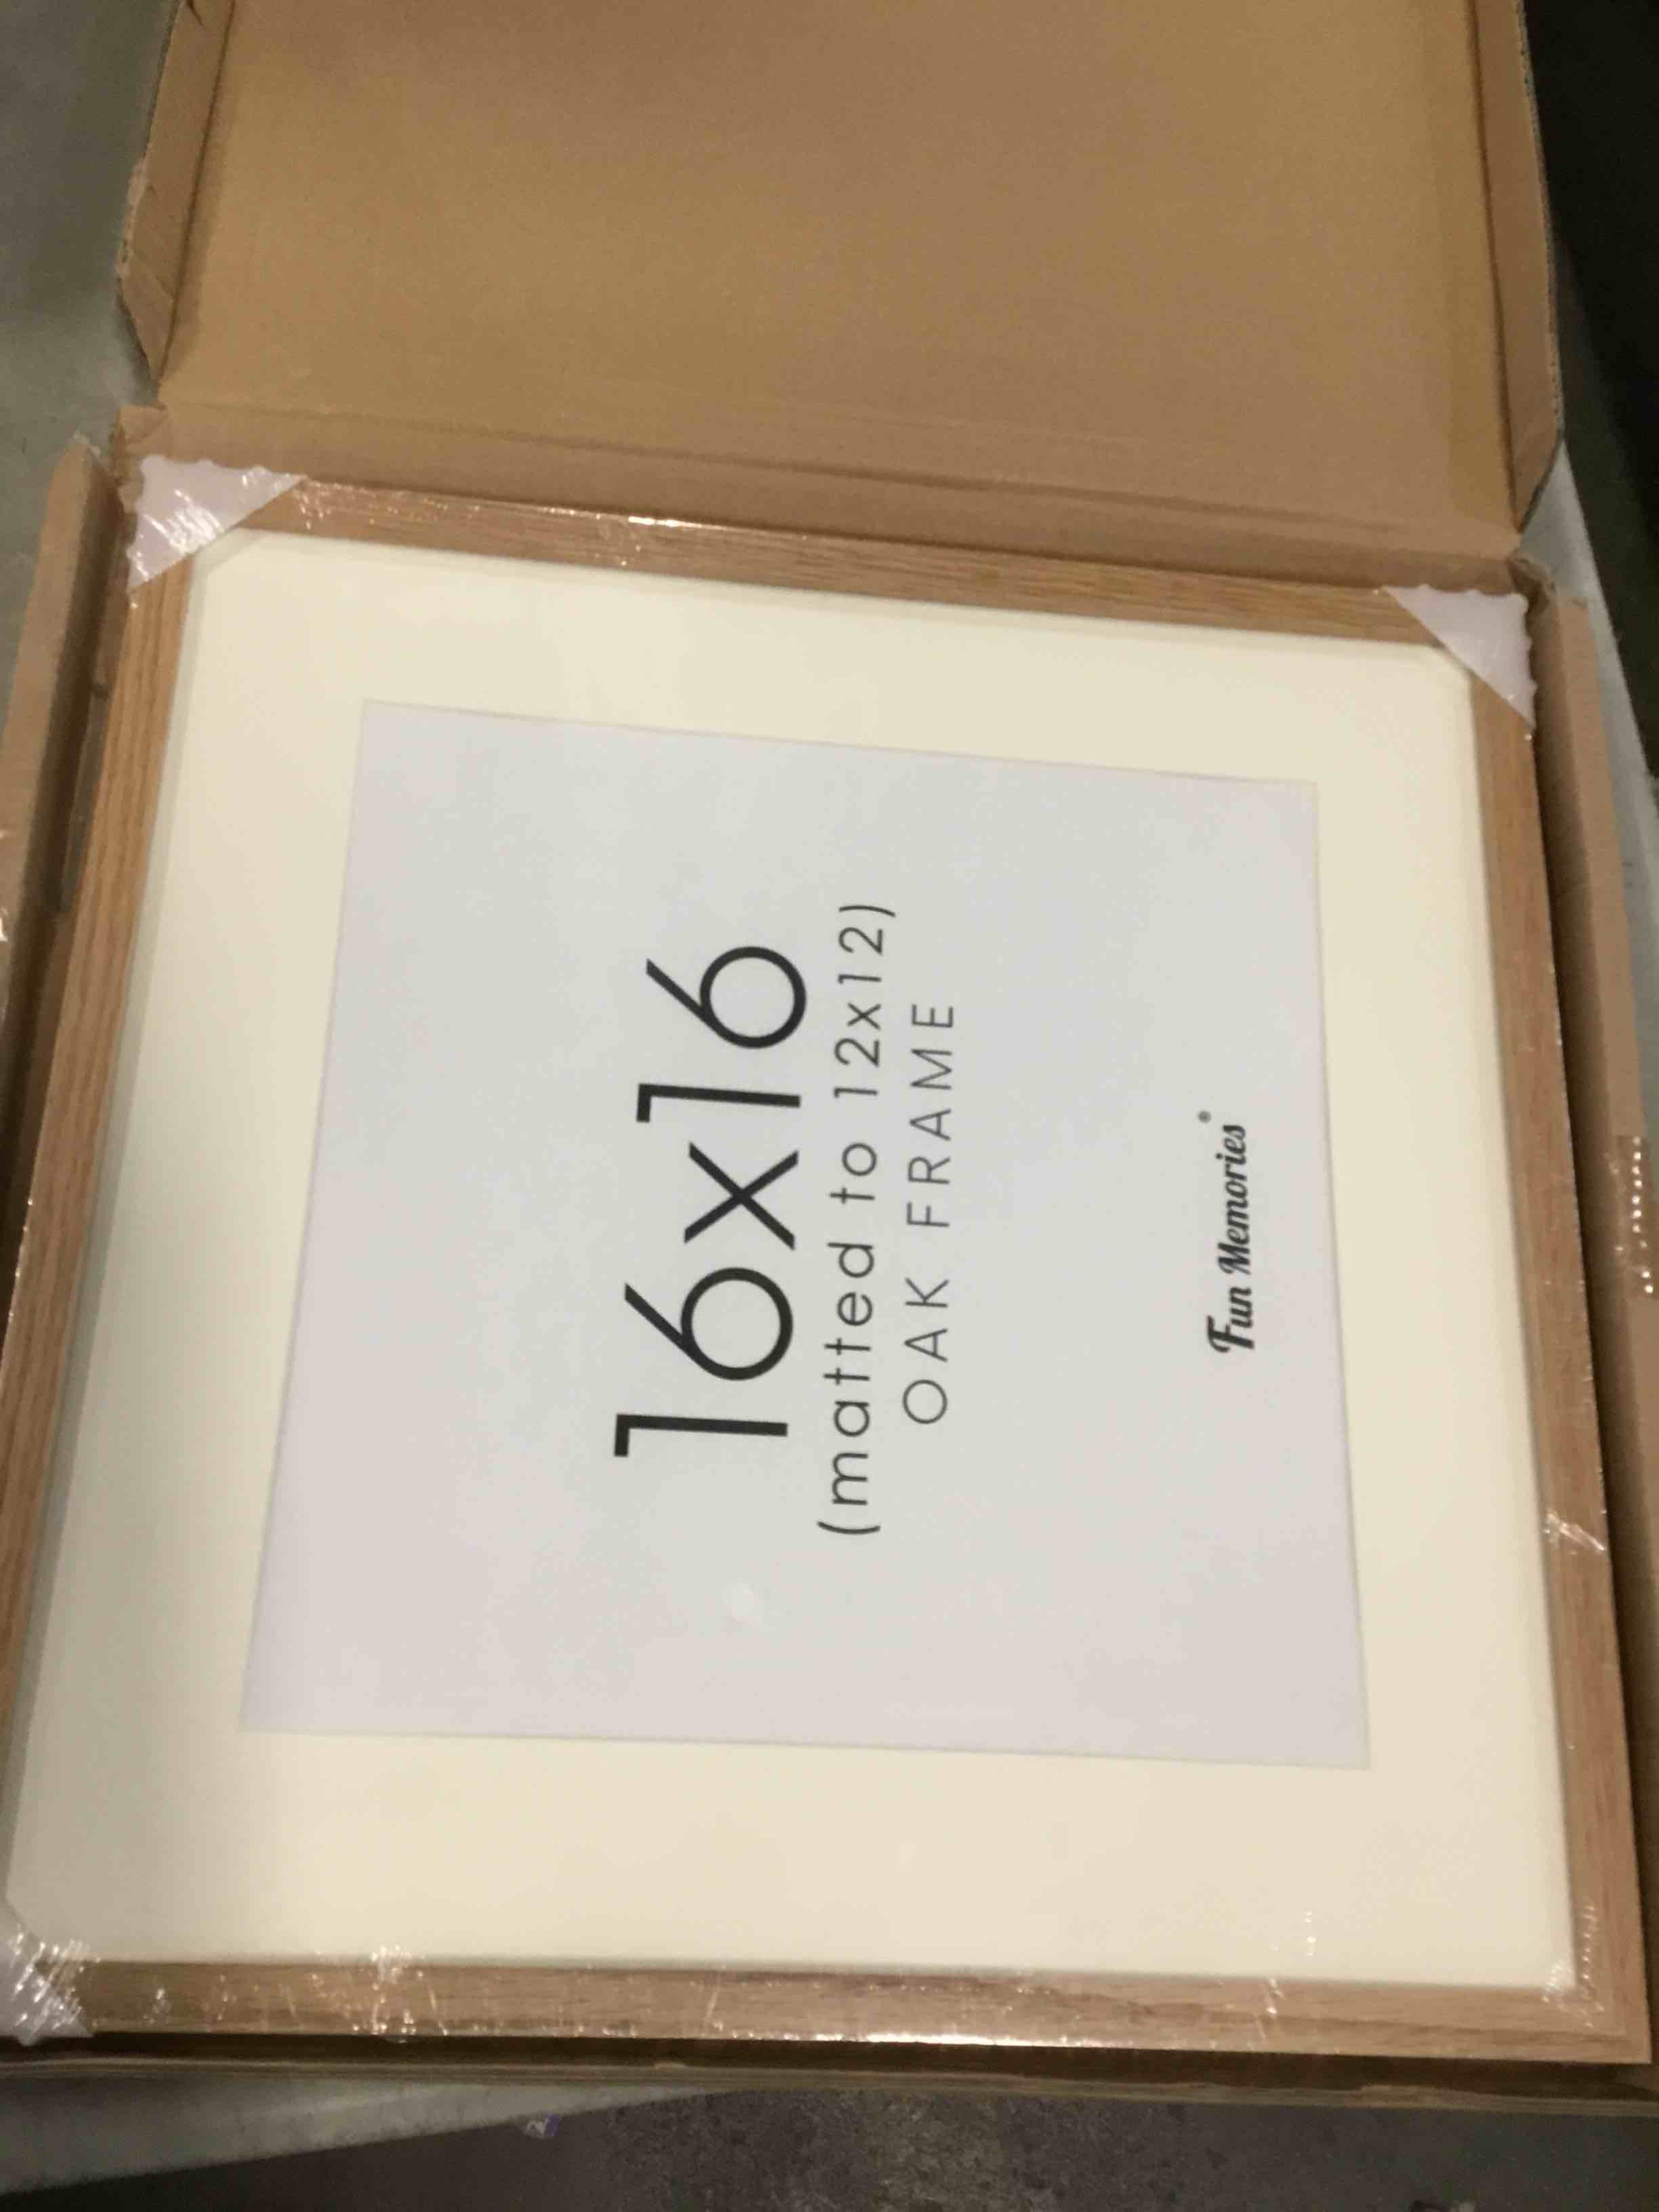 16x16
(matted to 12x12)
OAK FRAME
Fun Memories®